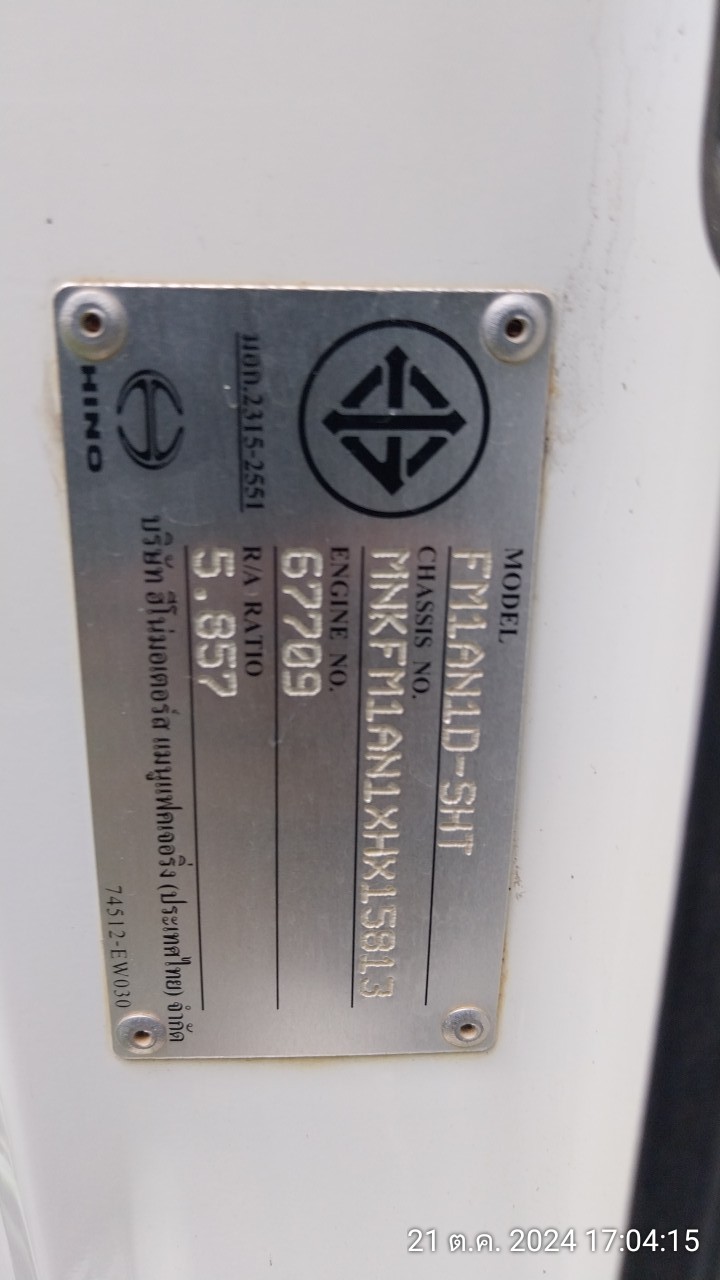 MODEL
FM1AN1D-SHT
CHASSIS NO.
MNKFM1AN1XHX15813
ENGINE NO.
67709
R/A RATIO
5.857
มอก.2315-2551
HINO
บริษัท ฮีโน่มอเตอร์ส แมนูแฟคเจอริ่ง (ประเทศไทย) จำกัด
74512-EW030
21 ต.ค. 2024 17:04:15